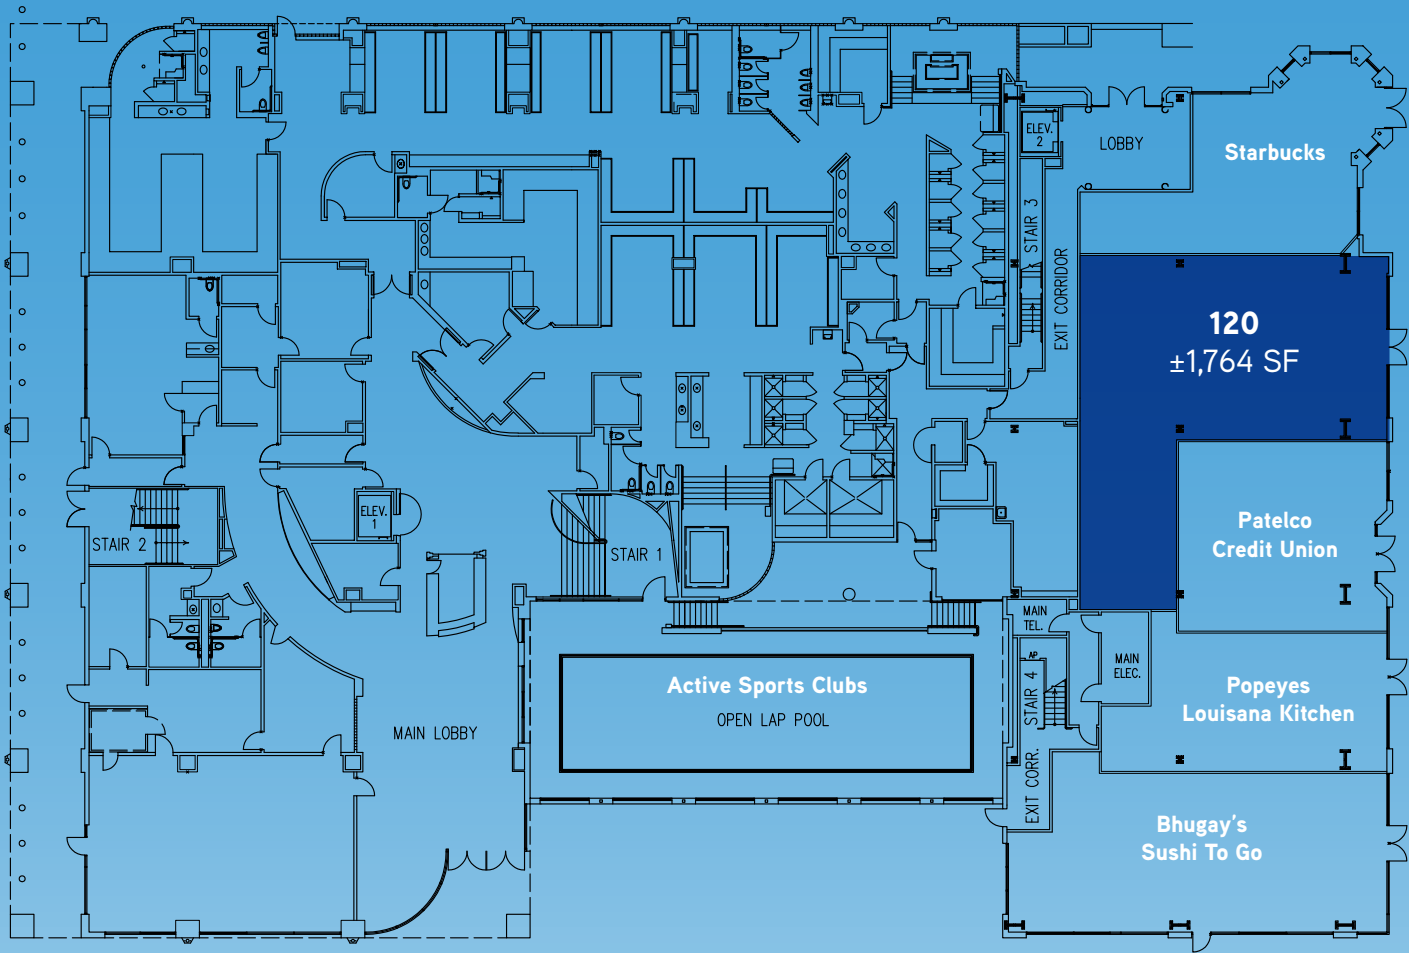 ELEV.
2
LOBBY
Starbucks
STAIR 3
EXIT CORRIDOR
120
±1,764 SF
ELEV.
1
STAIR 2
STAIR 1
Patelco
Credit Union
MAIN
TEL.
AP
STAIR 4
MAIN
ELEC.
Active Sports Clubs
OPEN LAP POOL
Popeyes
Louisana Kitchen
MAIN LOBBY
EXIT CORR.
Bhugay's
Sushi To Go